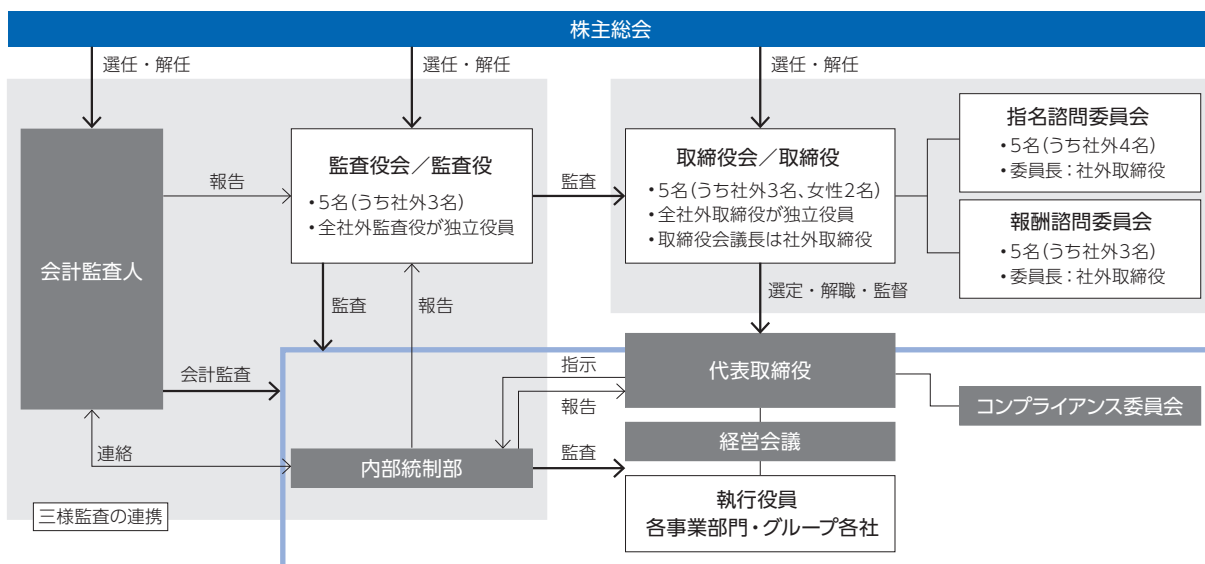 株主総会
選任・解任
選任・解任
選任・解任
会計監査人
報告
監査役会／監査役
・5名(うち社外3名)
・全社外監査役が独立役員
監査
取締役会／取締役
・5名(うち社外3名、女性2名)
・全社外取締役が独立役員
・取締役会議長は社外取締役
指名諮問委員会
・5名(うち社外4名)
・委員長：社外取締役
報酬諮問委員会
・5名(うち社外3名)
・委員長：社外取締役
監査
報告
選定・解職・監督
会計監査
指示
報告
代表取締役
コンプライアンス委員会
連絡
内部統制部
監査
経営会議
執行役員
各事業部門・グループ各社
三様監査の連携